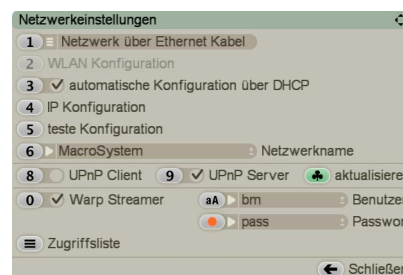 Netzwerkeinstellungen
1 Netzwerk über Ethernet Kabel
2 WLAN Konfiguration
3 automatische Konfiguration über DHCP
4 IP Konfiguration
5 teste Konfiguration
6 MacroSystem Netzwerkname
8 UPnP Client 9 UPnP Server aktualisiere
0 Warp Streamer aA bm Benutze
pass Passwor
Zugriffsliste
Schließe